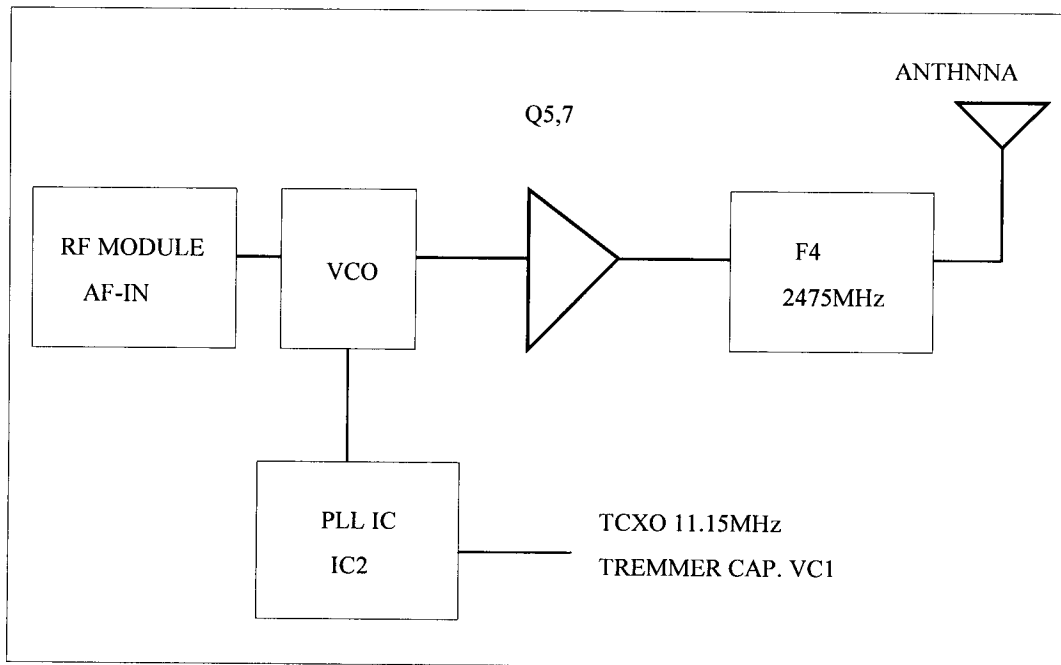 ANTHNNA
Q5,7
RF MODULE
AF-IN
VCO
F4
2475MHz
PLL IC
IC2
TCXO 11.15MHz
TREMMER CAP. VC1